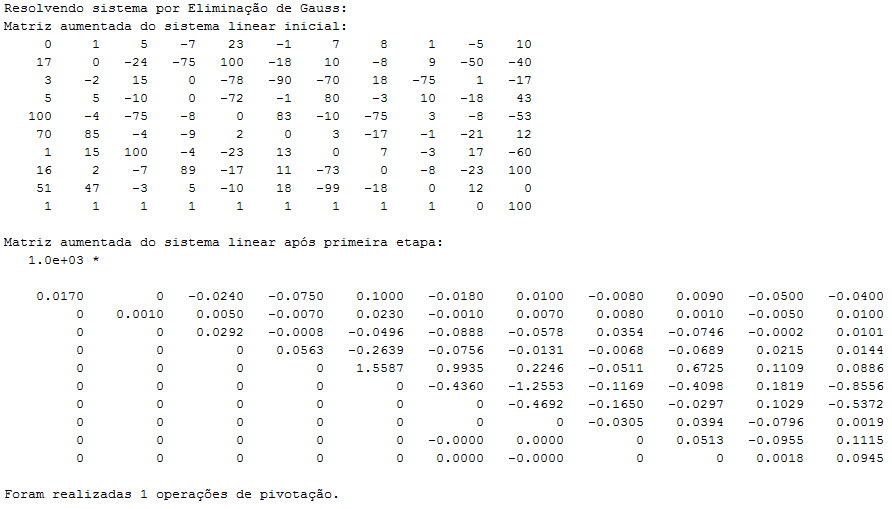 Resolvendo sistema por Eliminação de Gauss:
Matriz aumentada do sistema linear inicial:
0 1 5 -7 23 -1 7 8 1 -5 10
17 0 -24 -75 100 -18 10 -8 9 -50 -40
3 -2 15 0 -78 -90 -70 18 -75 1 -17
5 5 -10 0 -72 -1 80 -3 10 -18 43
100 -4 -75 -8 0 83 -10 -75 3 -8 -53
70 85 -4 -9 2 0 3 -17 -1 -21 12
1 15 100 -4 -23 13 0 7 -3 17 -60
16 2 -7 89 -17 11 -73 0 -8 -23 100
51 47 -3 5 -10 18 -99 -18 0 12 0
1 1 1 1 1 1 1 1 1 0 100
Matriz aumentada do sistema linear após primeira etapa:
1.0e+03 *
0.0170 0 -0.0240 -0.0750 0.1000 -0.0180 0.0100 -0.0080 0.0090 -0.0500 -0.0400
0 0.0010 0.0050 -0.0070 0.0230 -0.0010 0.0070 0.0080 0.0010 -0.0050 0.0100
0 0 0.0292 -0.0008 -0.0496 -0.0888 -0.0578 0.0354 -0.0746 -0.0002 0.0101
0 0 0 0.0563 -0.2639 -0.0756 -0.0131 -0.0068 -0.0689 0.0215 0.0144
0 0 0 0 1.5587 0.9935 0.2246 -0.0511 0.6725 0.1109 0.0886
0 0 0 0 0 -0.4360 -1.2553 -0.1169 -0.4098 0.1819 -0.8556
0 0 0 0 0 0 -0.4692 -0.1650 -0.0297 0.1029 -0.5372
0 0 0 0 0 0 0 -0.0305 0.0394 -0.0796 0.0019
0 0 0 0 0 -0.0000 0.0000 0 0.0513 -0.0955 0.1115
0 0 0 0 0 0.0000 -0.0000 0 0 0.0018 0.0945
Foram realizadas 1 operações de pivotação.